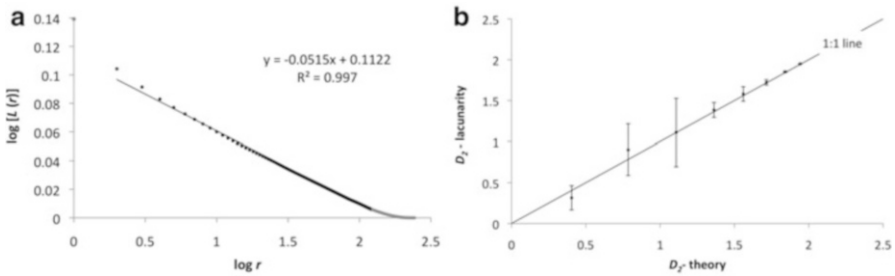 a
0.14
0.12
0.1
0.08
0.06
0.04
0.02
0
log [L (r)]
y = -0.0515x + 0.1122
R² = 0.997
0 0.5 1 1.5 2 2.5
log r
b
2.5
2
1.5
1
0.5
0
D₂ - lacunarity
1:1 line
0 0.5 1 1.5 2 2.5
D₂- theory